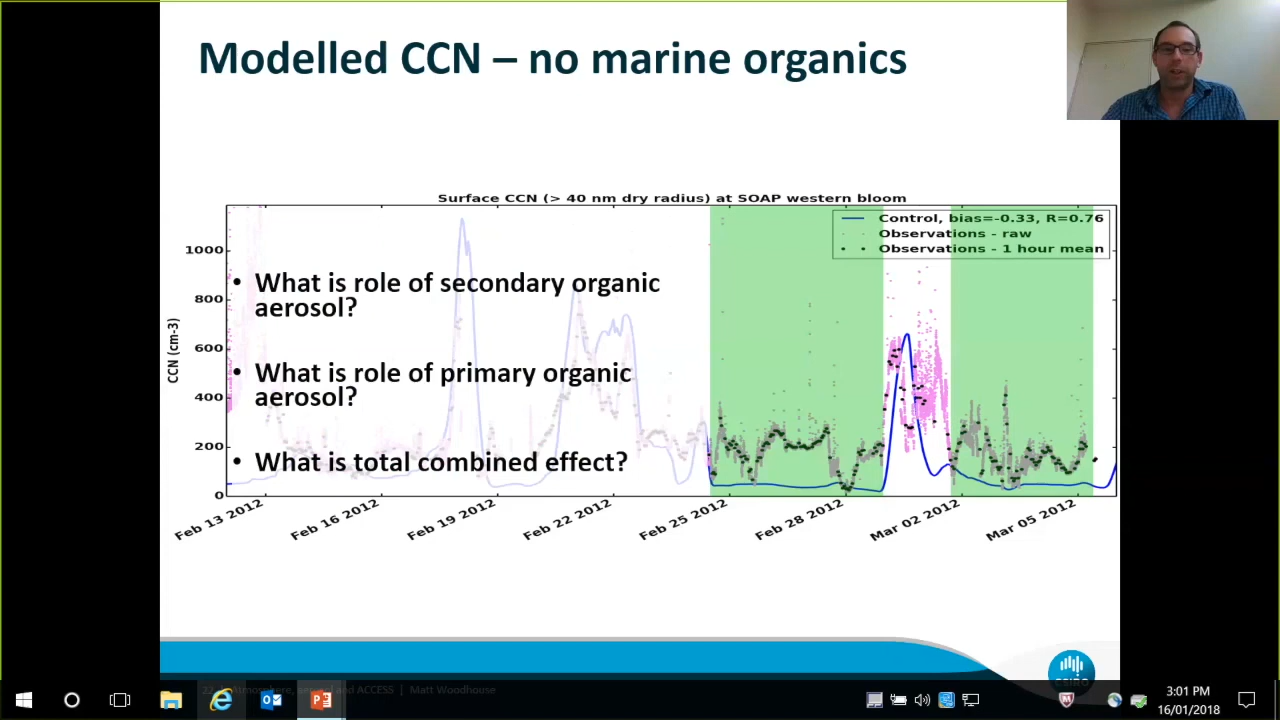 Modelled CCN – no marine organics
Surface CCN (> 40 nm dry radius) at SOAP western bloom
Control, bias=-0.33, R=0.76
Observations - raw
Observations - 1 hour mean
CCN (cm-3)
1000
800
600
400
200
0
• What is role of secondary organic
aerosol?
• What is role of primary organic
aerosol?
• What is total combined effect?
Feb 13 2012
Feb 16 2012
Feb 19 2012
Feb 22 2012
Feb 25 2012
Feb 28 2012
Mar 02 2012
Mar 05 2012
CSIRO
and ACCESS | Matt Woodhouse
3:01 PM
16/01/2018